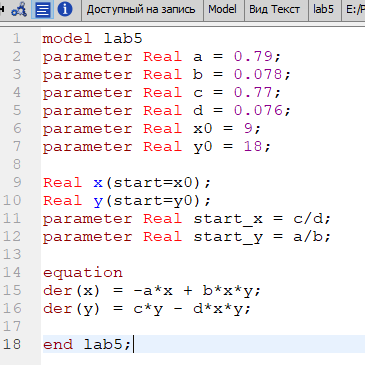 Доступный на запись Model Вид Текст lab5 E:/P
1 model lab5
2 parameter Real a = 0.79;
3 parameter Real b = 0.078;
4 parameter Real c = 0.77;
5 parameter Real d = 0.076;
6 parameter Real x0 = 9;
7 parameter Real y0 = 18;
8
9 Real x(start=x0);
10 Real y(start=y0);
11 parameter Real start_x = c/d;
12 parameter Real start_y = a/b;
13
14 equation
15 der(x) = -a*x + b*x*y;
16 der(y) = c*y - d*x*y;
17
18 end lab5;